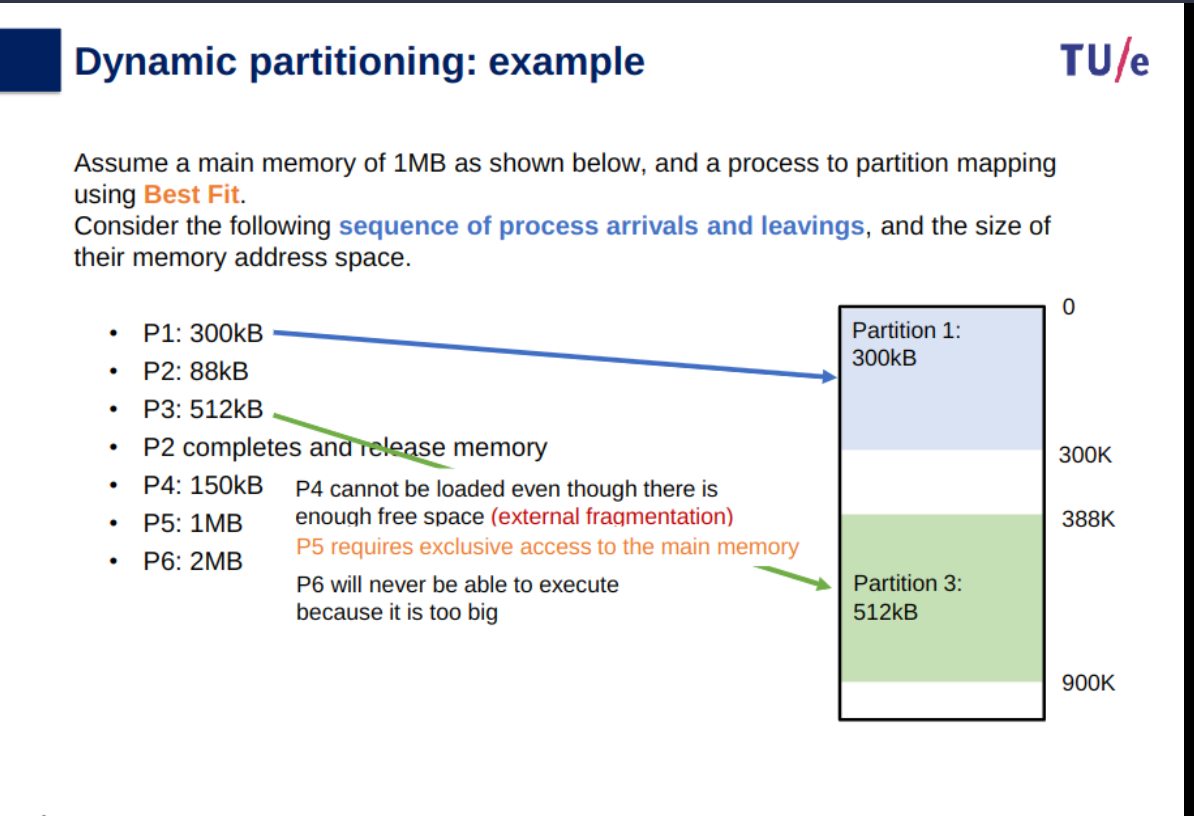 Dynamic partitioning: example
TU/e
Assume a main memory of 1MB as shown below, and a process to partition mapping
using Best Fit.
Consider the following sequence of process arrivals and leavings, and the size of
their memory address space.
• P1: 300kB
• P2: 88kB
• P3: 512kB
• P2 completes and release memory
• P4: 150kB
• P5: 1MB
• P6: 2MB
P4 cannot be loaded even though there is
enough free space (external fragmentation)
P5 requires exclusive access to the main memory
P6 will never be able to execute
because it is too big
0
Partition 1:
300kB
300K
388K
Partition 3:
512kB
900K